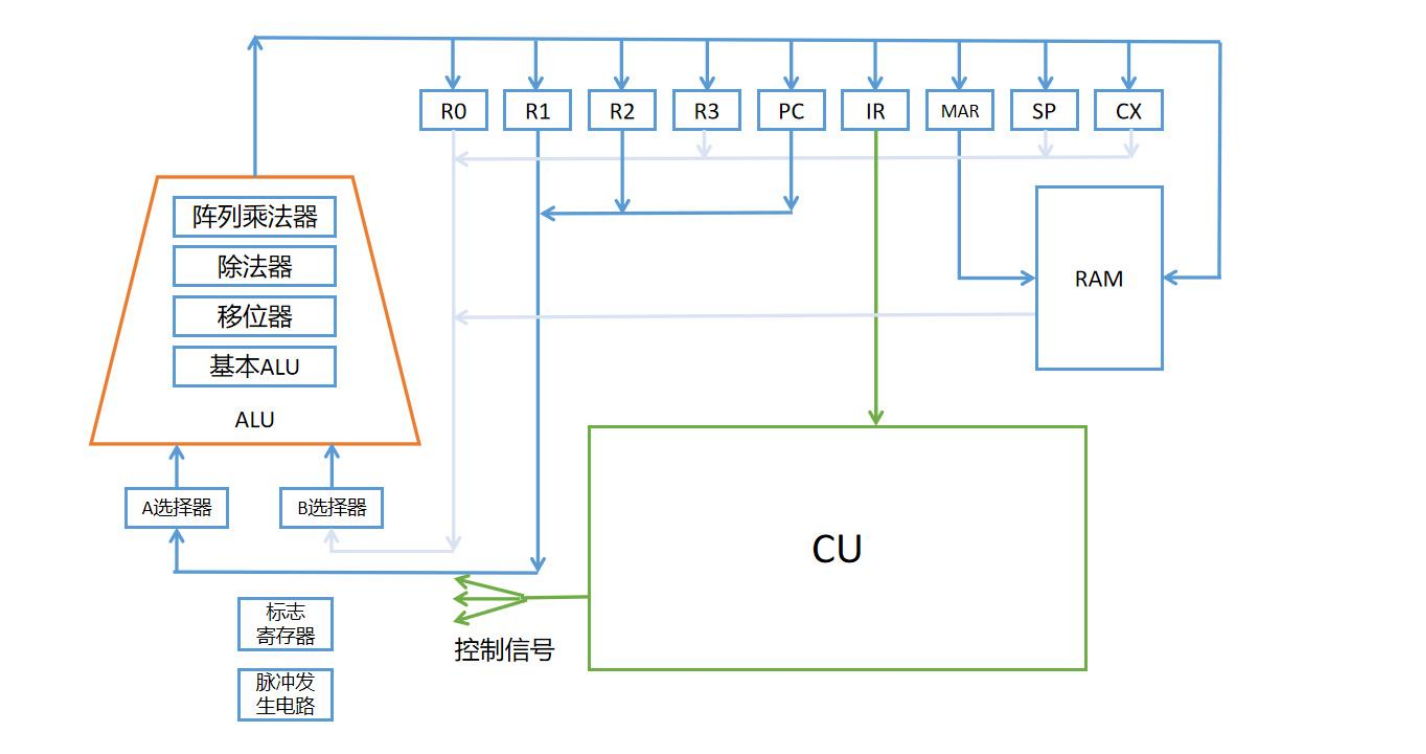 R0
R1
R2
R3
PC
IR
MAR
SP
CX
阵列乘法器
除法器
移位器
基本ALU
ALU
RAM
A选择器
B选择器
CU
标志
寄存器
控制信号
脉冲发
生电路